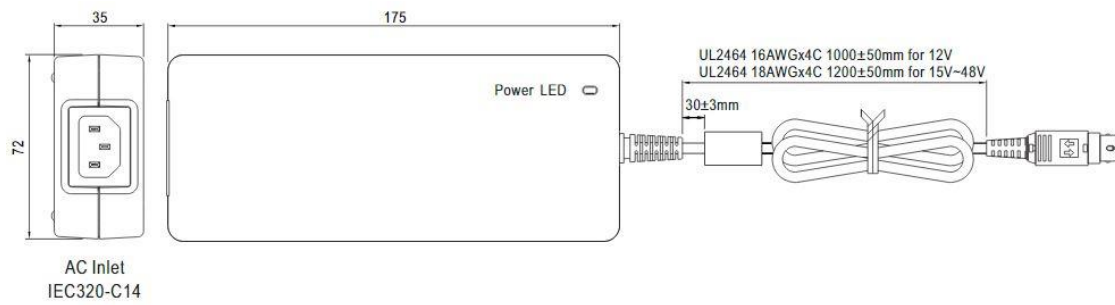 35
175
UL2464 16AWGx4C 1000±50mm for 12V
UL2464 18AWGx4C 1200±50mm for 15V~48V
Power LED
30±3mm
72
AC Inlet
IEC320-C14